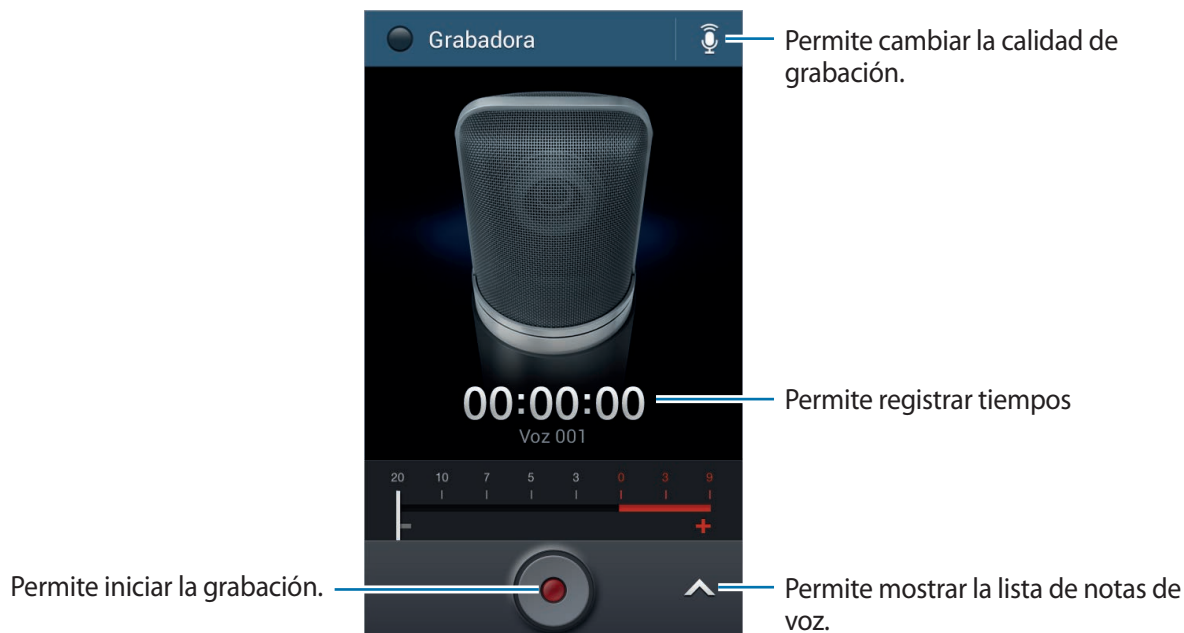 Grabadora
Permite cambiar la calidad de
grabación.
00:00:00
Permite registrar tiempos
Voz 001
20 10 7 5 3 0 3 9
- +
Permite iniciar la grabación.
Permite mostrar la lista de notas de
voz.